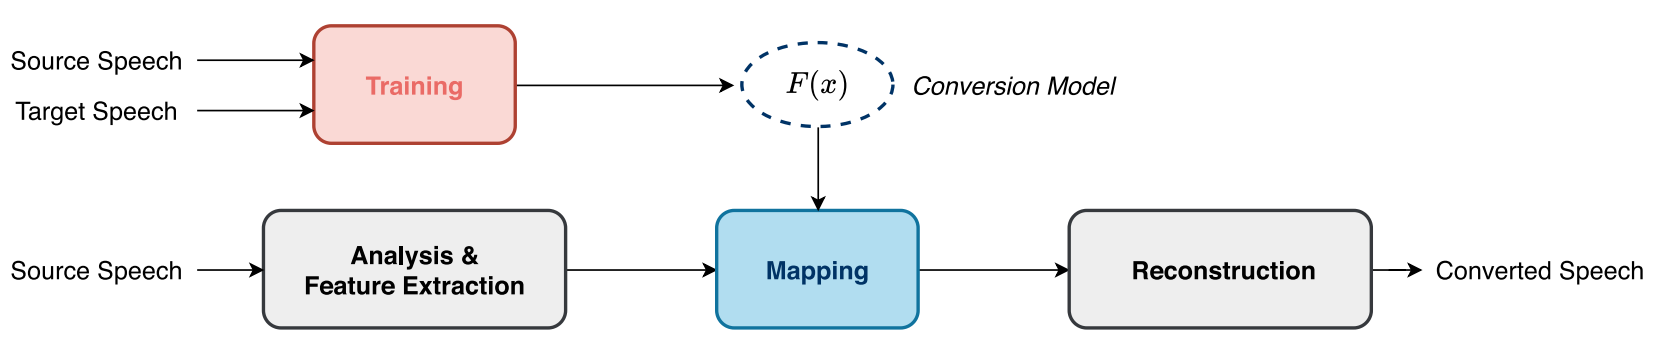 Source Speech
Target Speech
Training
F(x)
Conversion Model
Source Speech
Analysis &
Feature Extraction
Mapping
Reconstruction
Converted Speech